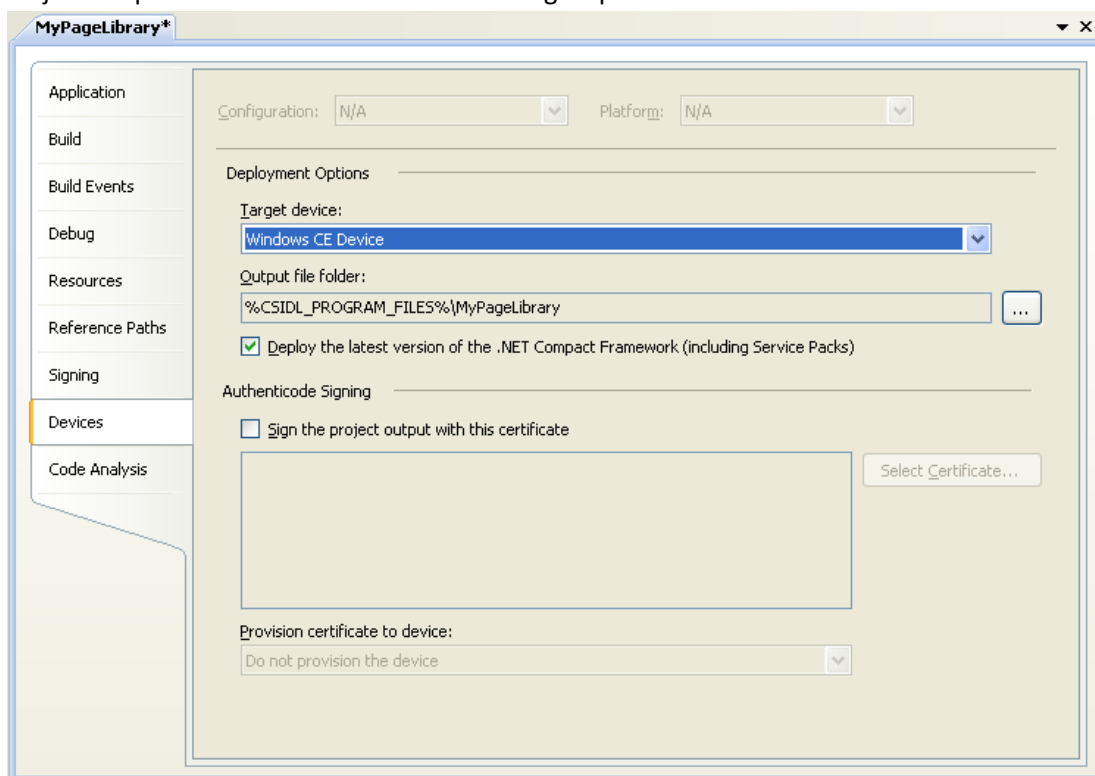 MyPageLibrary*
Application
Configuration: N/A Platform: N/A
Build
Build Events
Deployment Options
Target device:
Debug
Windows CE Device
Resources
Output file folder:
%CSIDL_PROGRAM_FILES%\MyPageLibrary
...
Reference Paths
Deploy the latest version of the .NET Compact Framework (including Service Packs)
Signing
Authenticode Signing
Devices
Sign the project output with this certificate
Code Analysis
Select Certificate...
Provision certificate to device:
Do not provision the device